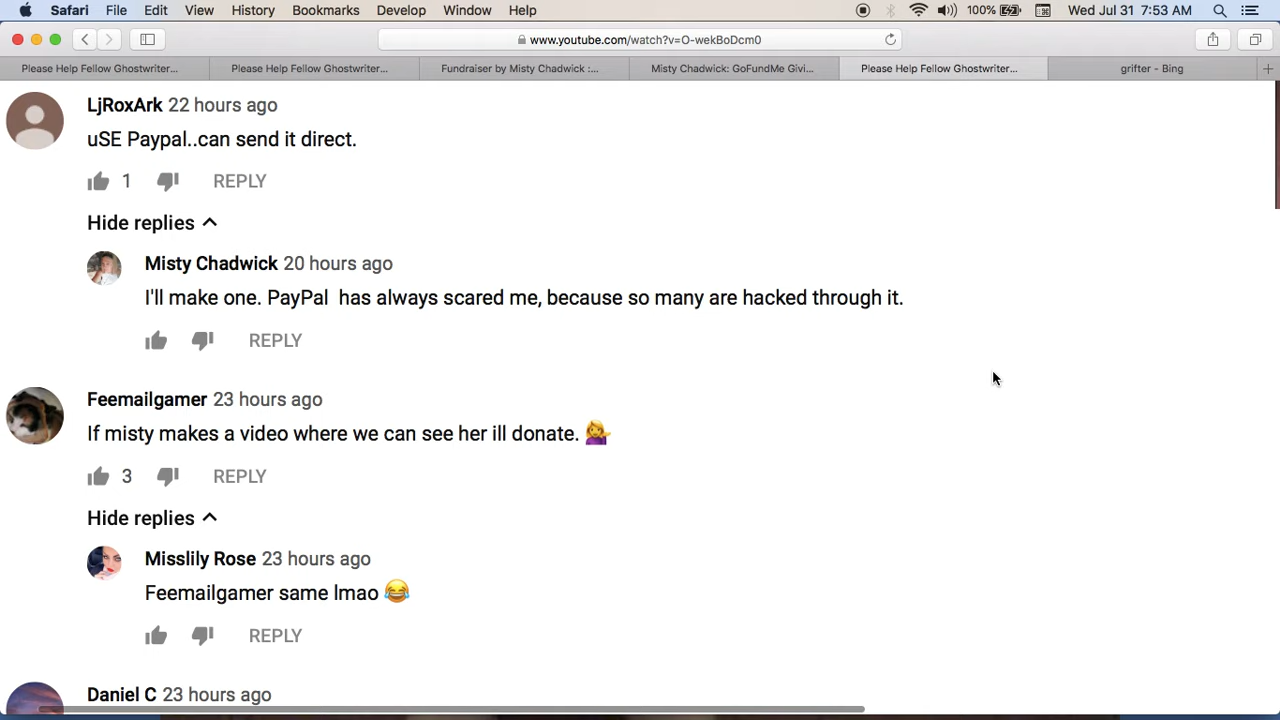 Safari File Edit View History Bookmarks Develop Window Help 100% Wed Jul 31 7:53 AM
www.youtube.com/watch?v=O-wekBoDcm0
Please Help Fellow Ghostwriter... Please Help Fellow Ghostwriter... Fundraiser by Misty Chadwick :... Misty Chadwick: GoFundMe Givi... Please Help Fellow Ghostwriter... grifter - Bing
LjRoxArk 22 hours ago
uSE Paypal..can send it direct.
1 REPLY
Hide replies
Misty Chadwick 20 hours ago
I'll make one. PayPal has always scared me, because so many are hacked through it.
REPLY
Feemailgamer 23 hours ago
If misty makes a video where we can see her ill donate. 💁‍♀️
3 REPLY
Hide replies
Misslily Rose 23 hours ago
Feemailgamer same lmao 😂
REPLY
Daniel C 23 hours ago